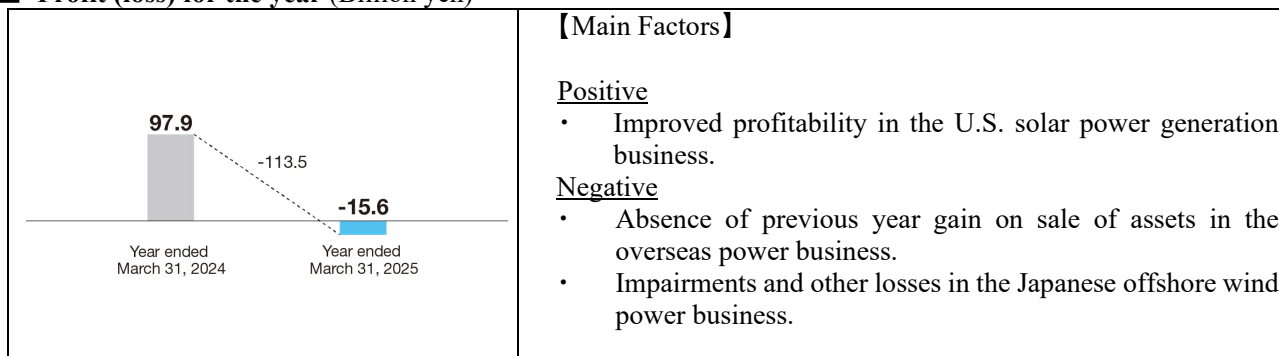 Profit (loss) for the year (Billion yen)
97.9
-113.5
-15.6
Year ended
March 31, 2024
Year ended
March 31, 2025
【Main Factors】
Positive
・ Improved profitability in the U.S. solar power generation
business.
Negative
・ Absence of previous year gain on sale of assets in the
overseas power business.
・ Impairments and other losses in the Japanese offshore wind
power business.